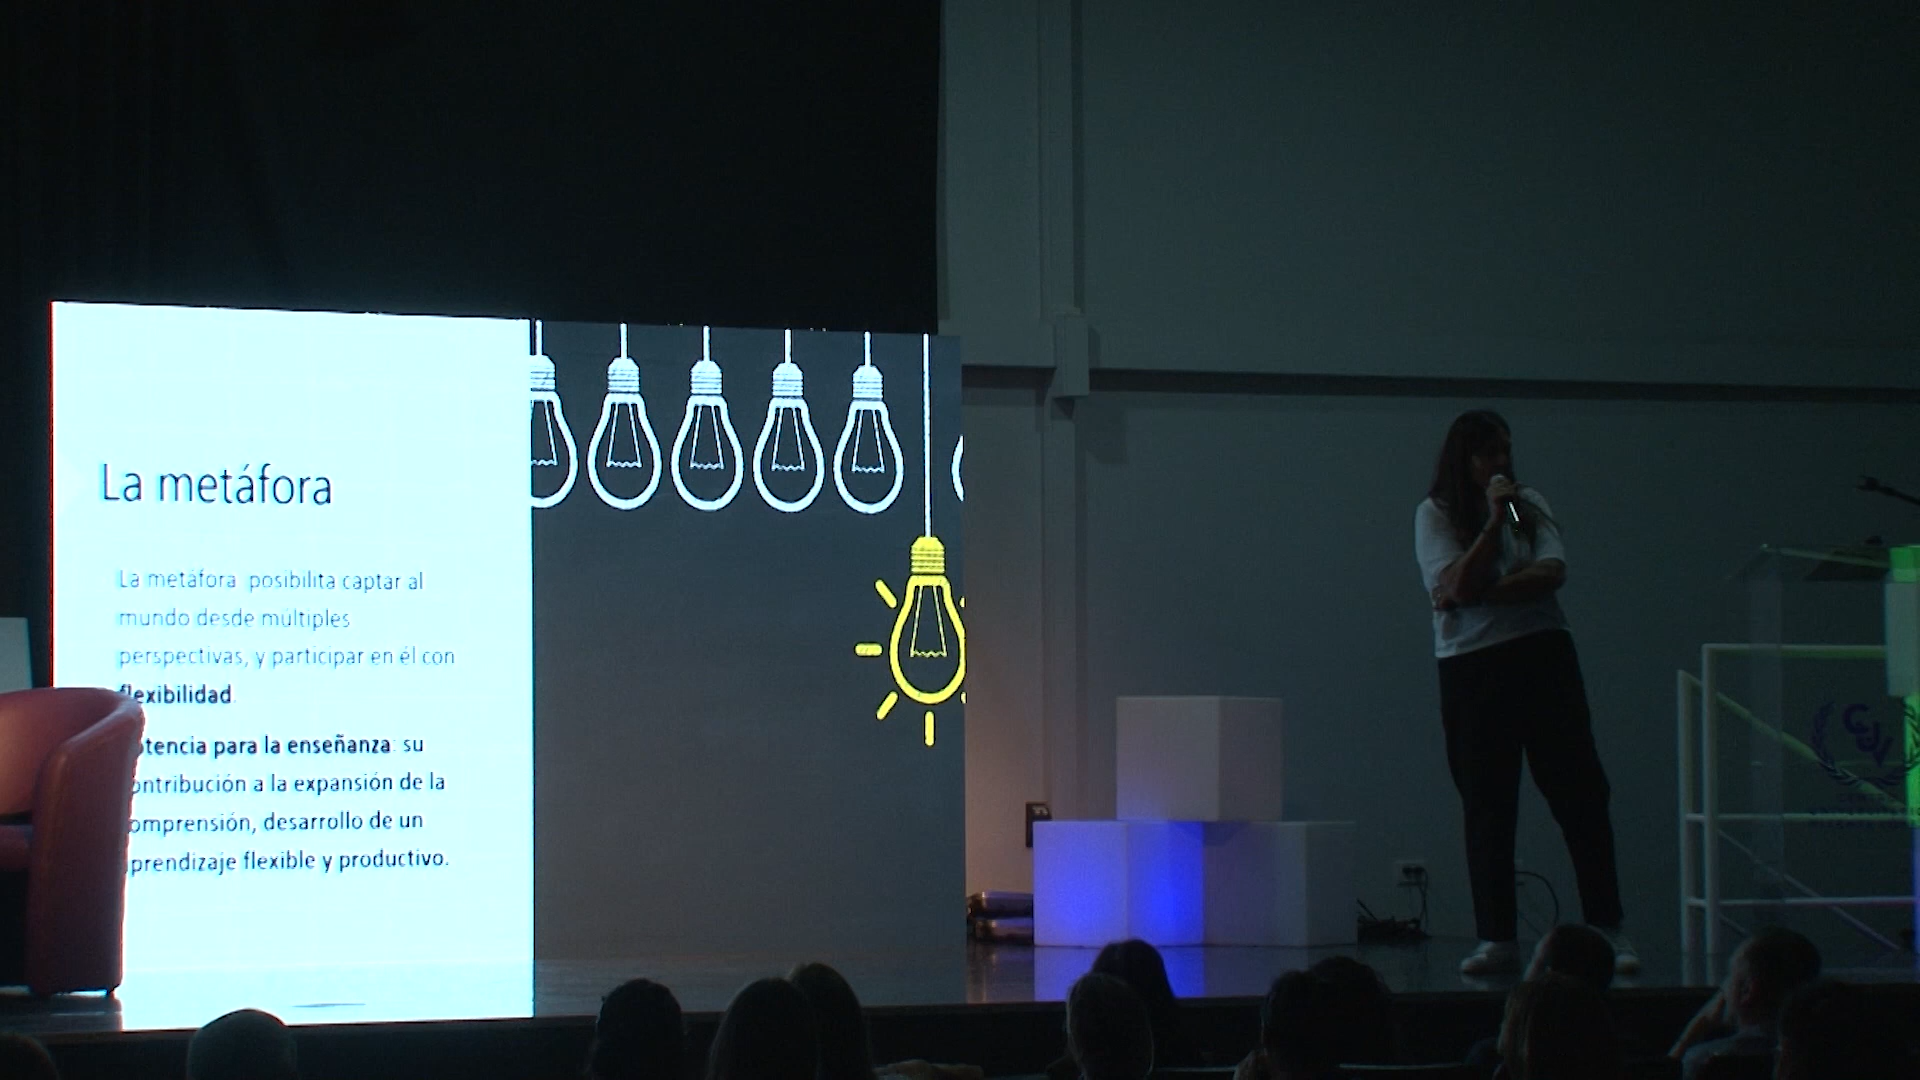 La metáfora
La metáfora posibilita captar al
mundo desde múltiples
perspectivas, y participar en él con
flexibilidad.
tencia para la enseñanza: su
ontribución a la expansión de la
omprensión, desarrollo de un
prendizaje flexible y productivo.
CJV